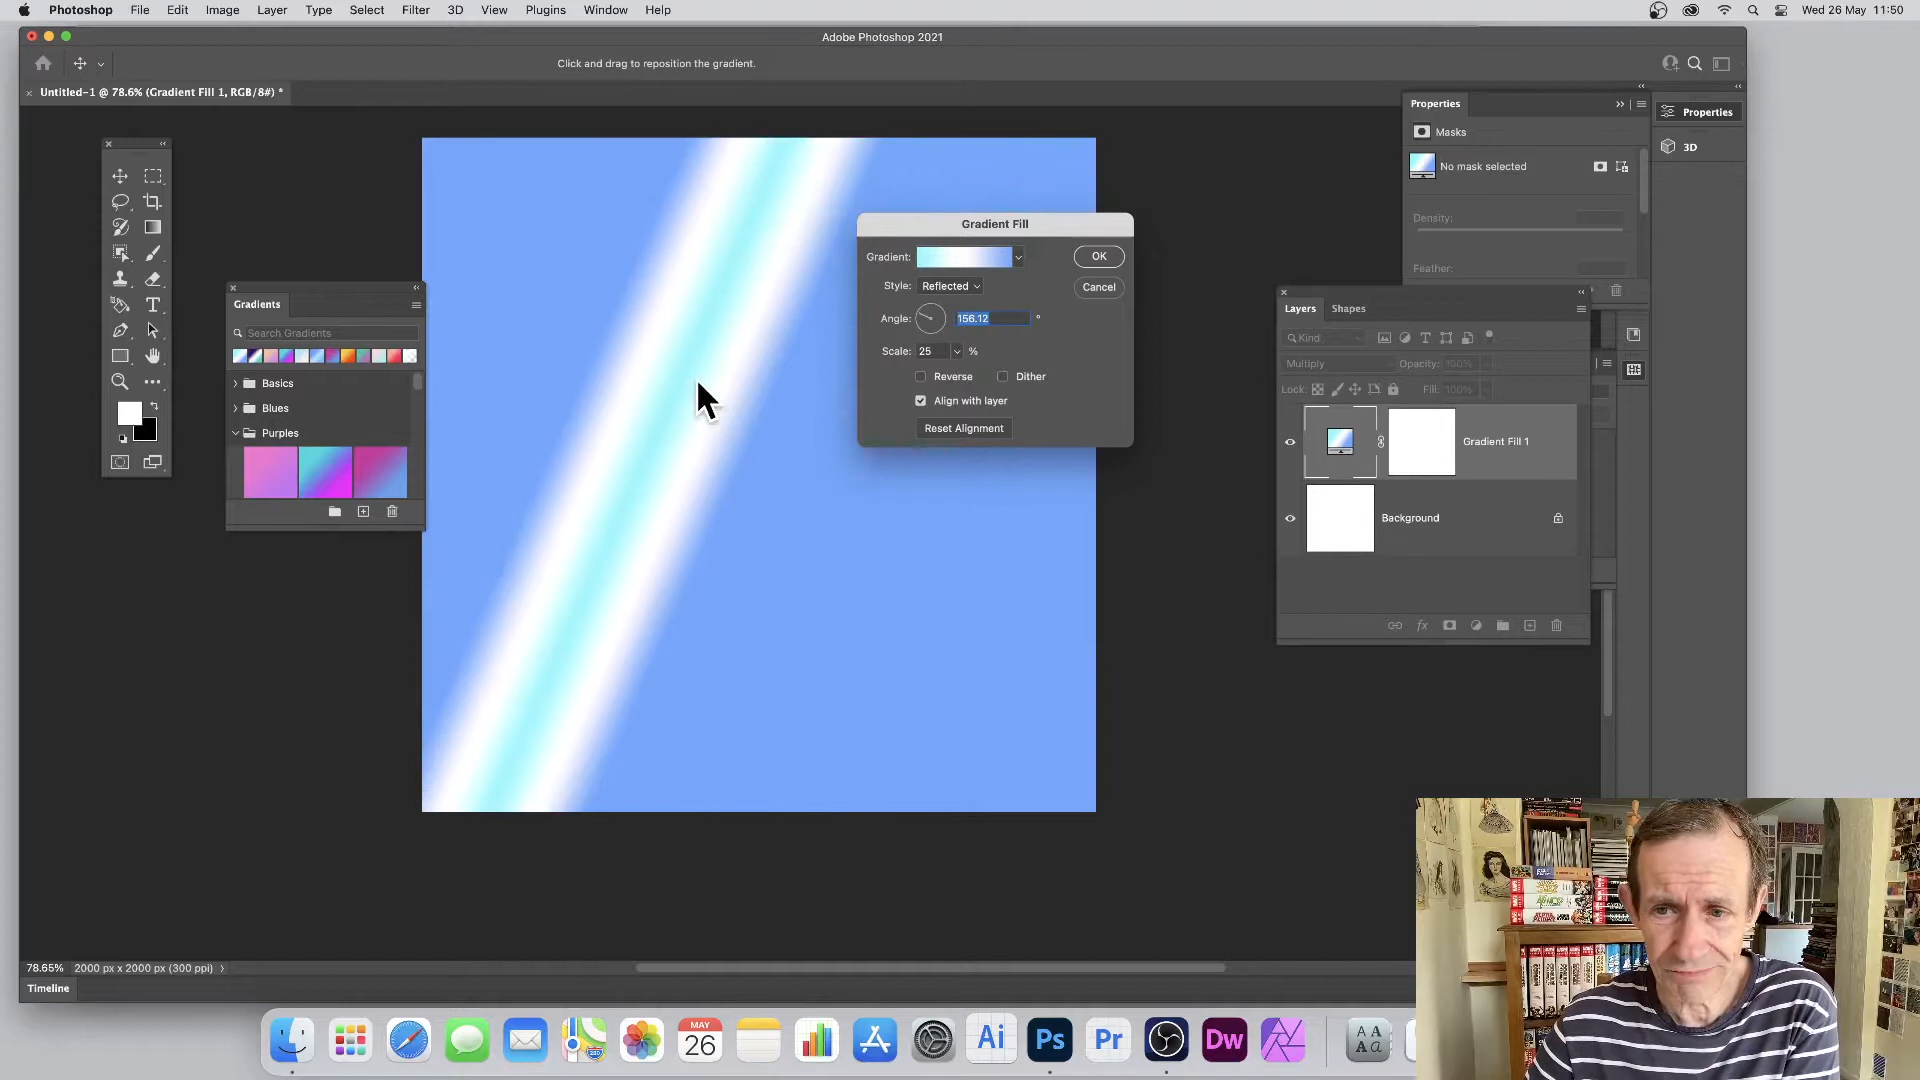 Photoshop File Edit Image Layer Type Select Filter 3D View Plugins Window Help Wed 26 May 11:50
Adobe Photoshop 2021
Click and drag to reposition the gradient.
Untitled-1 @ 78.6% (Gradient Fill 1, RGB/8#) *
Properties
Properties
Masks
3D
No mask selected
Density:
Feather:
Gradient Fill
Gradient:
OK
Style: Reflected
Cancel
Angle: 156.12 °
Scale: 25 %
Reverse Dither
Align with layer
Reset Alignment
Gradients
Search Gradients
Basics
Blues
Purples
Layers Shapes
Kind
Multiply Opacity: 100%
Lock: Fill: 100%
Gradient Fill 1
Background
78.65% 2000 px x 2000 px (300 ppi)
Timeline
MAY
26
Ai
Ps
Pr
Dw
280
A A
A a